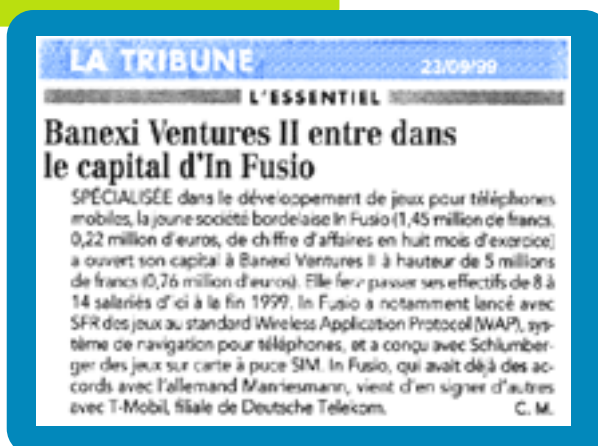 LA TRIBUNE 23/09/99
L'ESSENTIEL
Banexi Ventures II entre dans
le capital d'In Fusio
SPÉCIALISÉE dans le développement de jeux pour téléphones
mobiles, la jeune société bordelaise In Fusio (1,45 million de francs,
0,22 million d'euros, de chiffre d'affaires en huit mois d'exercice)
a ouvert son capital à Banexi Ventures II à hauteur de 5 millions
de francs (0,76 million d'euros). Elle fera passer ses effectifs de 8 à
14 salariés d'ici à la fin 1999. In Fusio a notamment lancé avec
SFR des jeux au standard Wireless Application Protocol (WAP), sys-
tème de navigation pour téléphones, et a conçu avec Schlumber-
ger des jeux sur carte à puce SIM. In Fusio, qui avait déjà des ac-
cords avec l'allemand Mannesmann, vient d'en signer d'autres
avec T-Mobil, filiale de Deutsche Telekom. C. M.